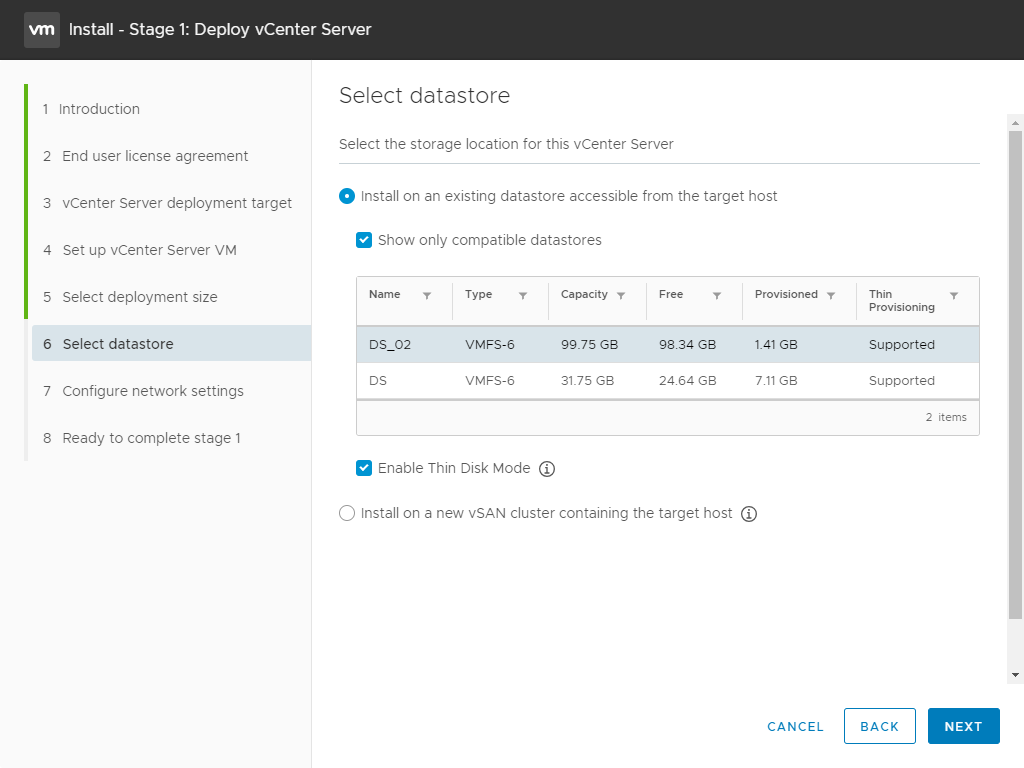 vm Install - Stage 1: Deploy vCenter Server
1 Introduction
2 End user license agreement
3 vCenter Server deployment target
4 Set up vCenter Server VM
5 Select deployment size
6 Select datastore
7 Configure network settings
8 Ready to complete stage 1
Select datastore
Select the storage location for this vCenter Server
Install on an existing datastore accessible from the target host
Show only compatible datastores
Name Type Capacity Free Provisioned Thin
Provisioning
DS_02 VMFS-6 99.75 GB 98.34 GB 1.41 GB Supported
DS VMFS-6 31.75 GB 24.64 GB 7.11 GB Supported
2 items
Enable Thin Disk Mode
Install on a new vSAN cluster containing the target host
CANCEL BACK NEXT